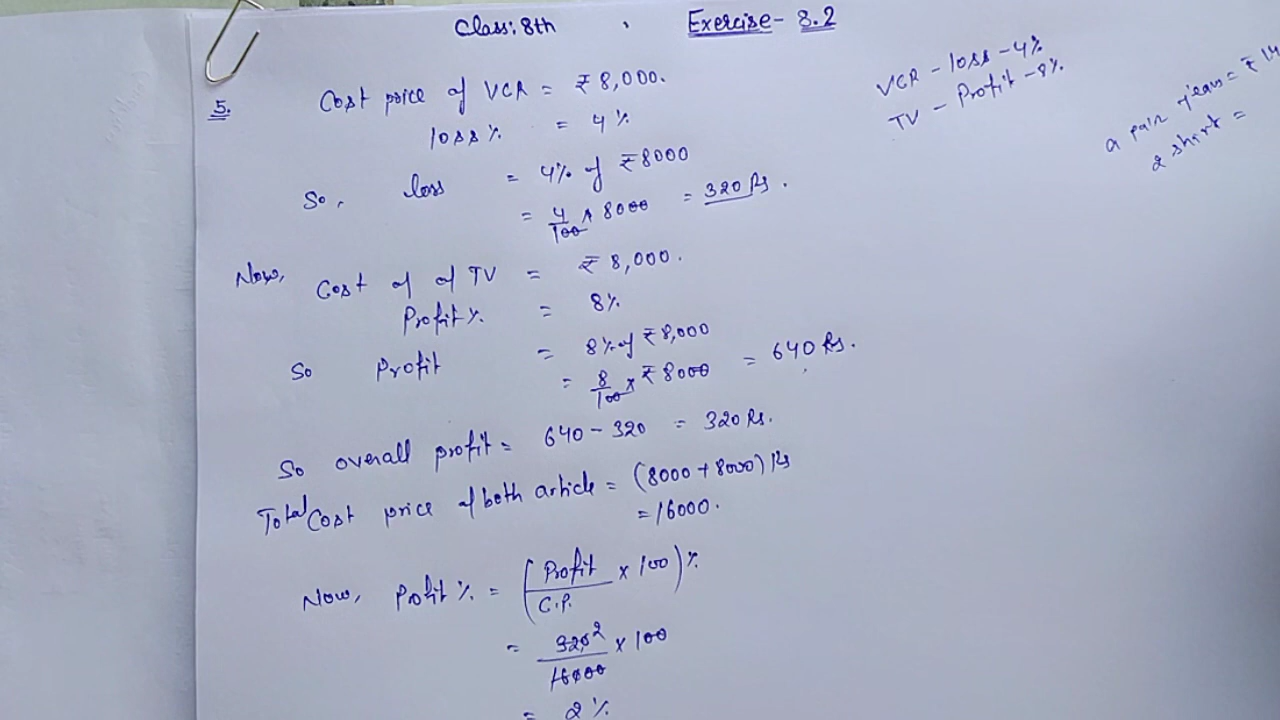 Class: 8th . Exercise- 8.2
5. Cost price of VCR = ₹ 8,000.
loss % = 4 %
So, loss = 4% of ₹8000
= 4/100 × 8000 = 320 Rs.
Now, Cost of of TV = ₹ 8,000.
Profit %. = 8%
So Profit = 8% of ₹8,000
= 8/100 × ₹ 8000 = 640 Rs.
So overall profit = 640 - 320 = 320 Rs.
Total Cost price of both article = (8000 + 8000) Rs
= 16000.
Now, Profit % = (Profit/C.P. × 100) %
= 320 2/16000 × 100
= 2 %
VCR - loss - 4%
TV - Profit - 8%
a pair jeans = ₹ 14
2 shirt =